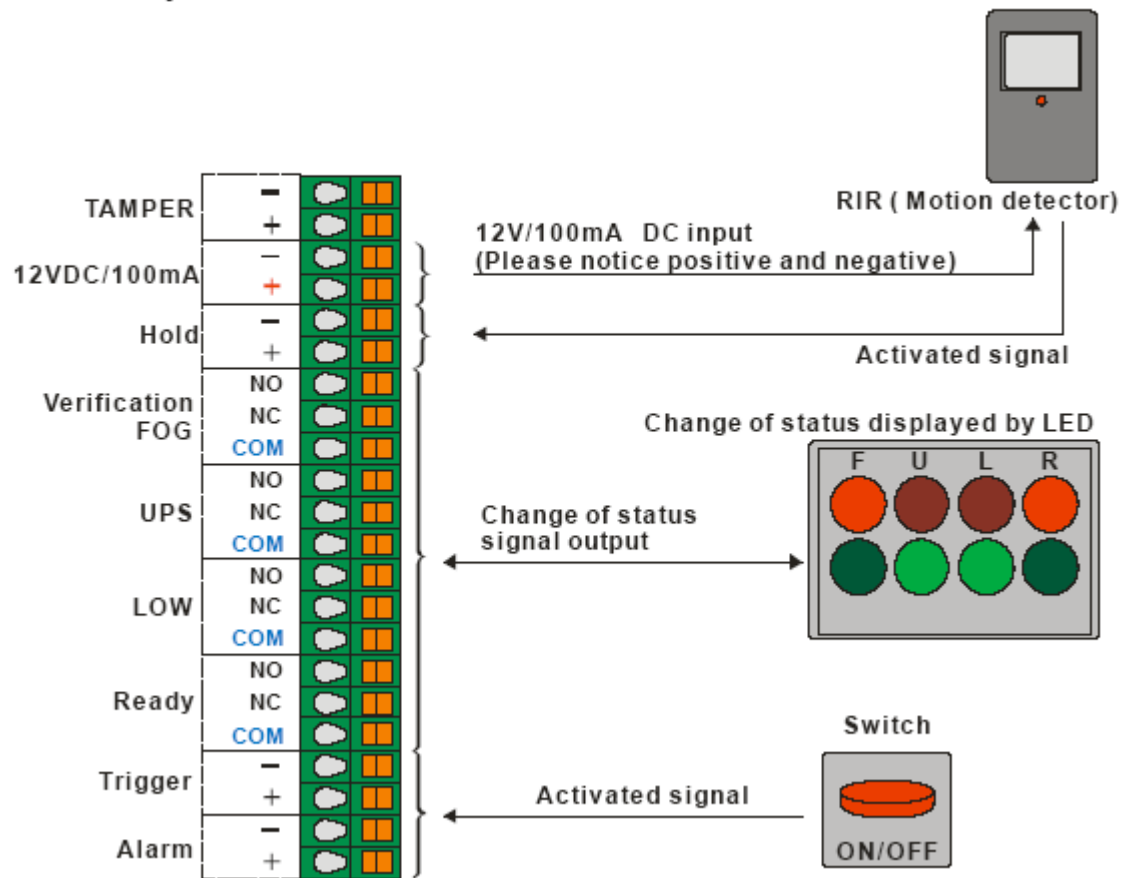 RIR ( Motion detector)
TAMPER
−
+
12V/100mA DC input
(Please notice positive and negative)
12VDC/100mA
−
+
Hold
−
+
Activated signal
Verification
FOG
NO
NC
COM
Change of status displayed by LED
F U L R
UPS
NO
NC
COM
Change of status
signal output
LOW
NO
NC
COM
Ready
NO
NC
COM
Switch
Trigger
−
+
Activated signal
Alarm
−
+
ON/OFF